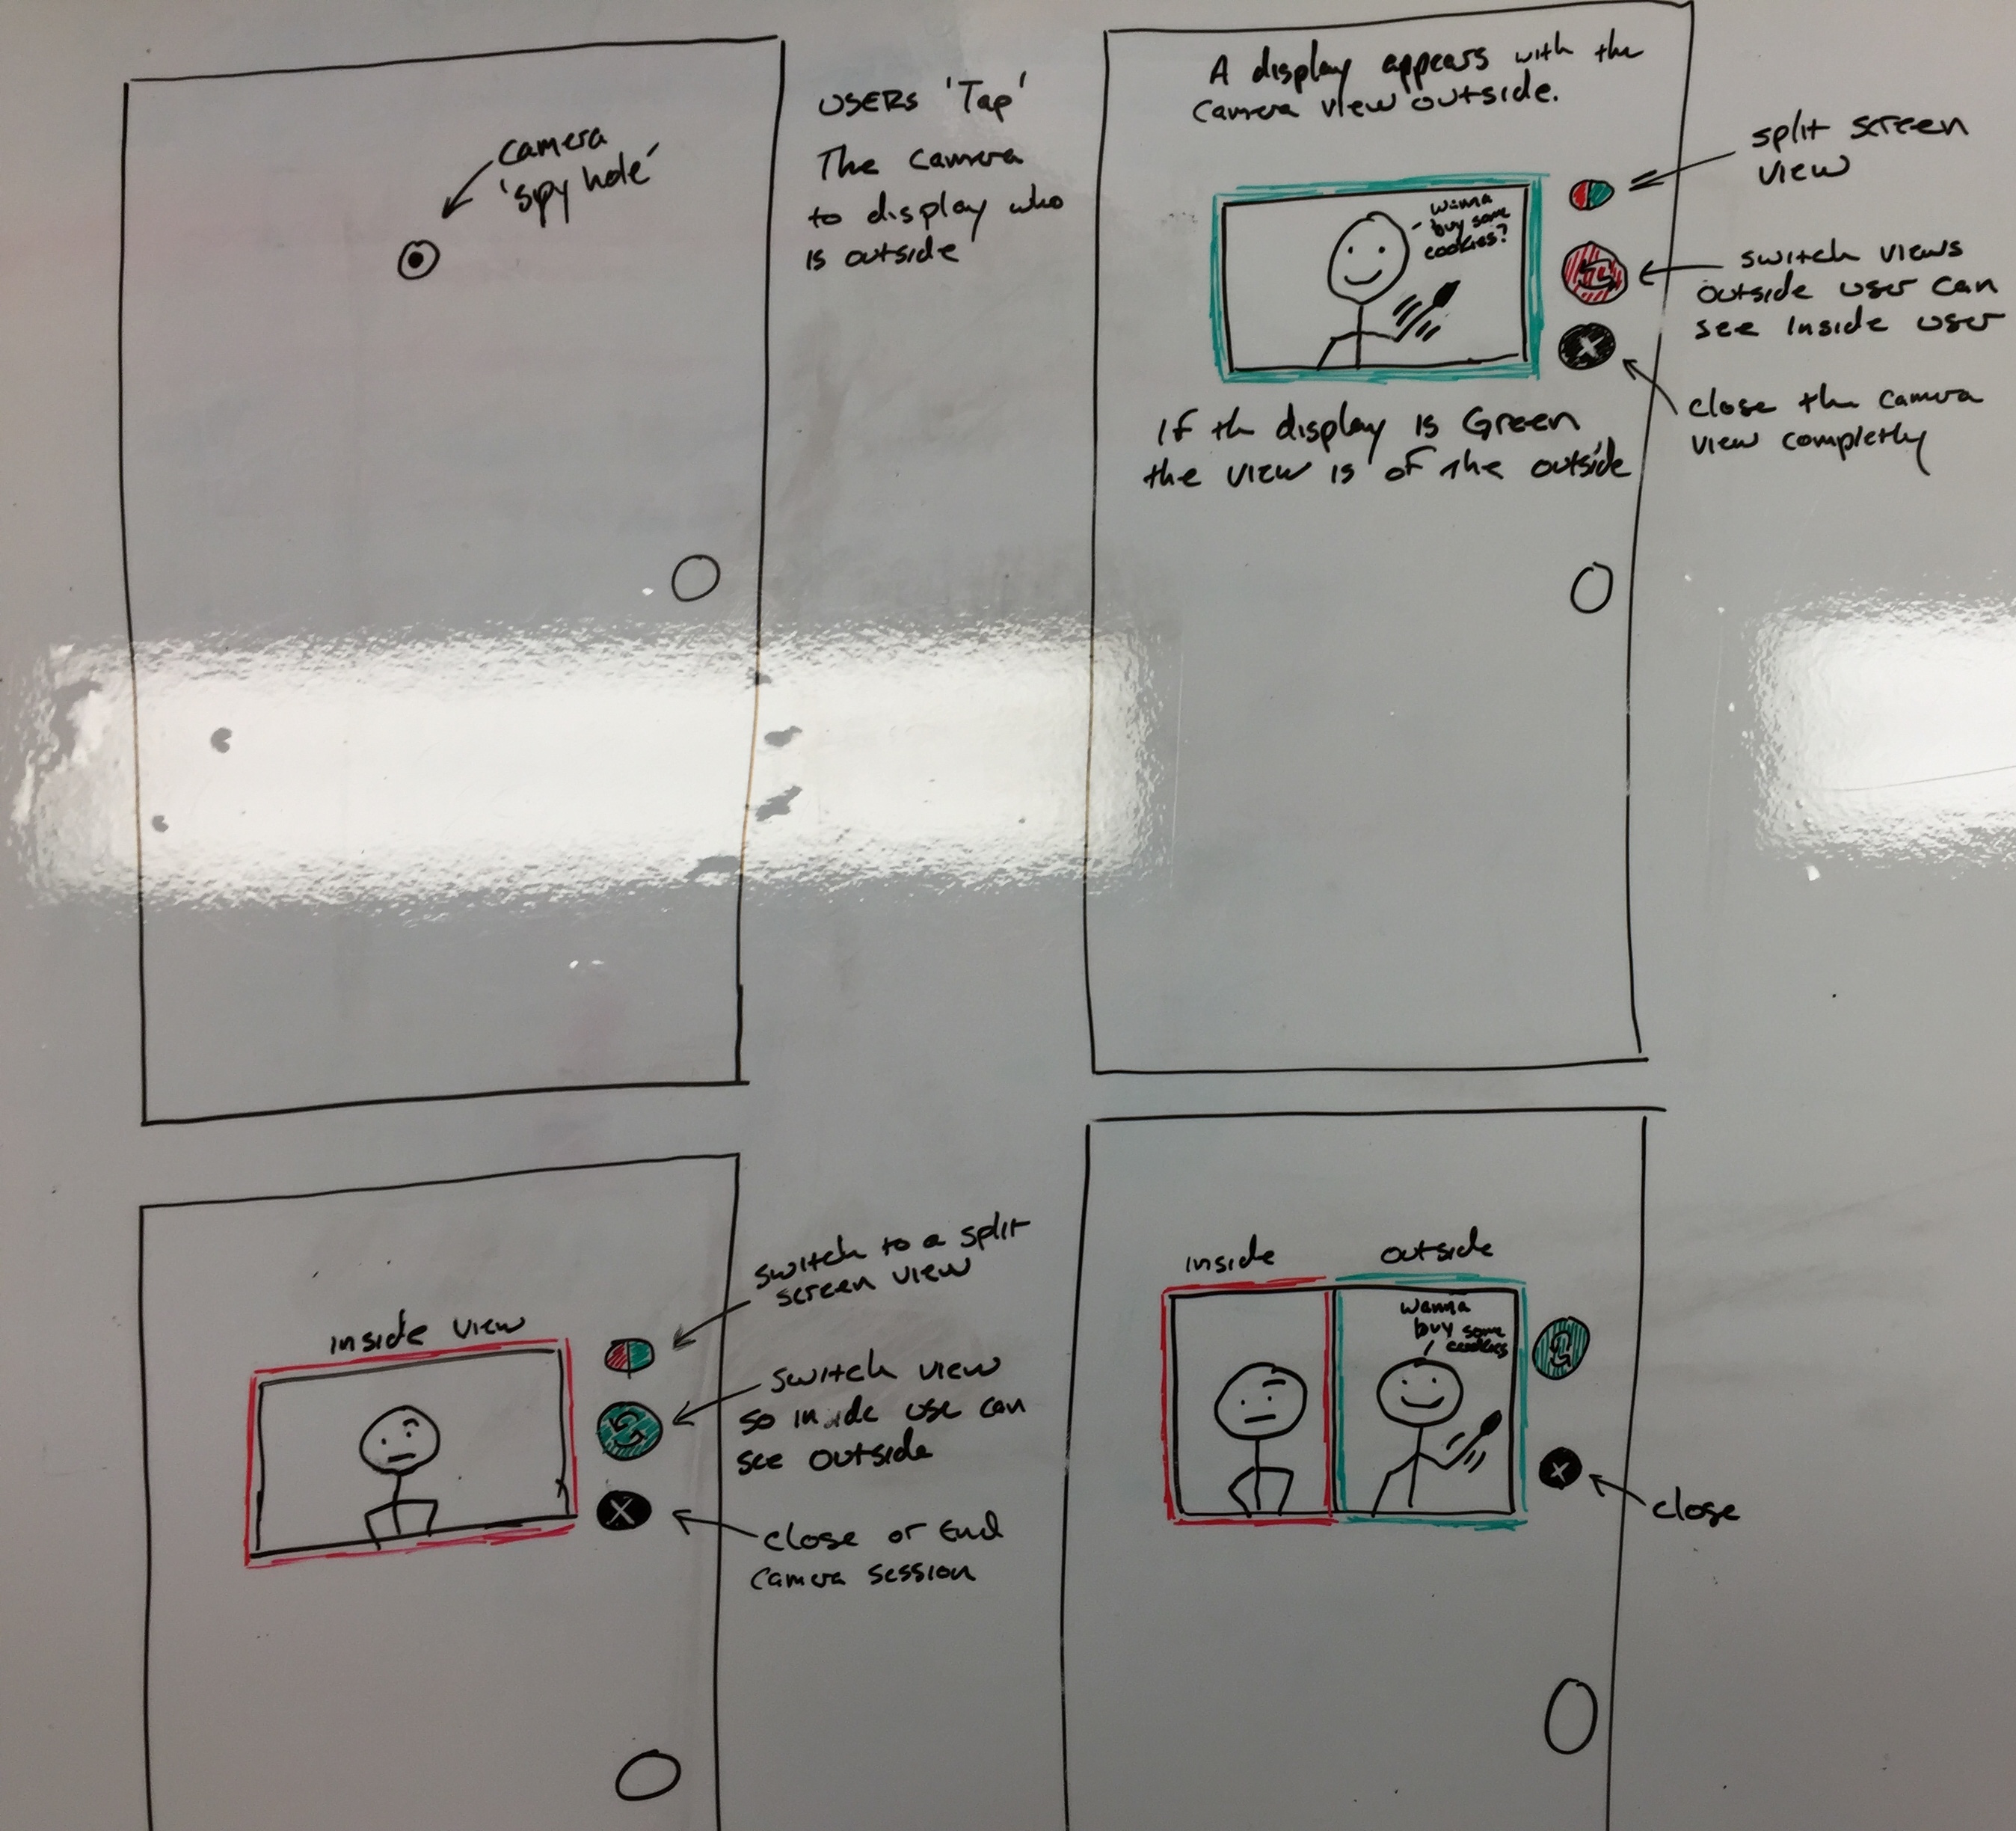 camera
'spy hole'
USERS 'Tap'
The camera
to display who
is outside
A display appears with the
Camera view outside.
wanna
buy some
cookies?
split screen
view
switch views
outside user can
see inside user
close the camera
view completly
If the display is Green
the view is of the outside
inside view
switch to a split
screen view
switch view
so inside use can
see outside
close or End
camera session
inside
outside
wanna
buy some
cookies
close